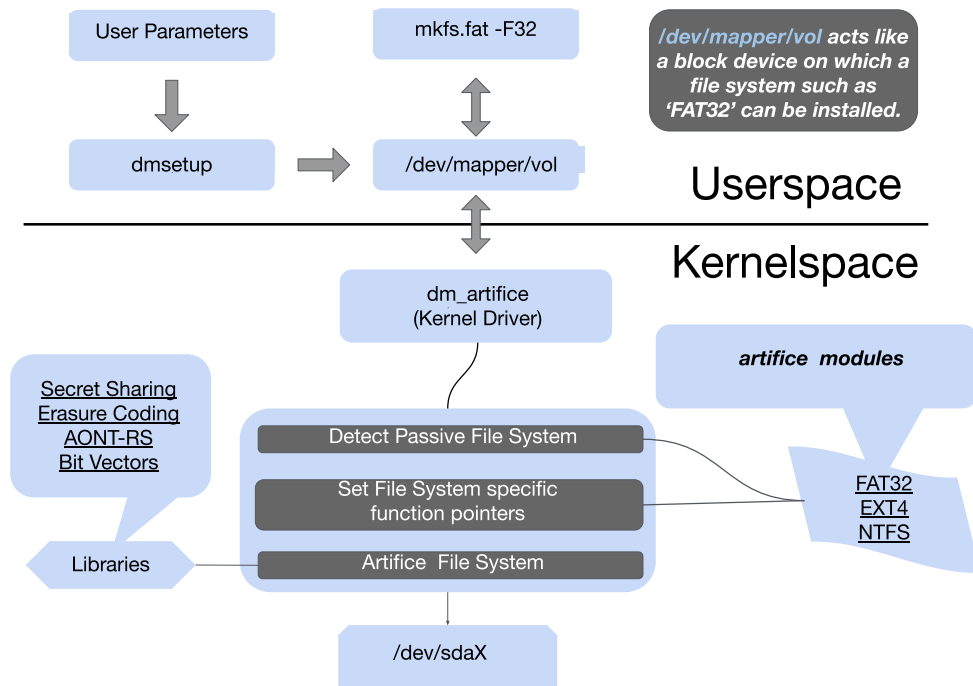 User Parameters
mkfs.fat -F32
/dev/mapper/vol acts like
a block device on which a
file system such as
‘FAT32’ can be installed.
dmsetup
/dev/mapper/vol
Userspace
Kernelspace
dm_artifice
(Kernel Driver)
artifice modules
Secret Sharing
Erasure Coding
AONT-RS
Bit Vectors
Detect Passive File System
Set File System specific
function pointers
Artifice File System
FAT32
EXT4
NTFS
Libraries
/dev/sdaX